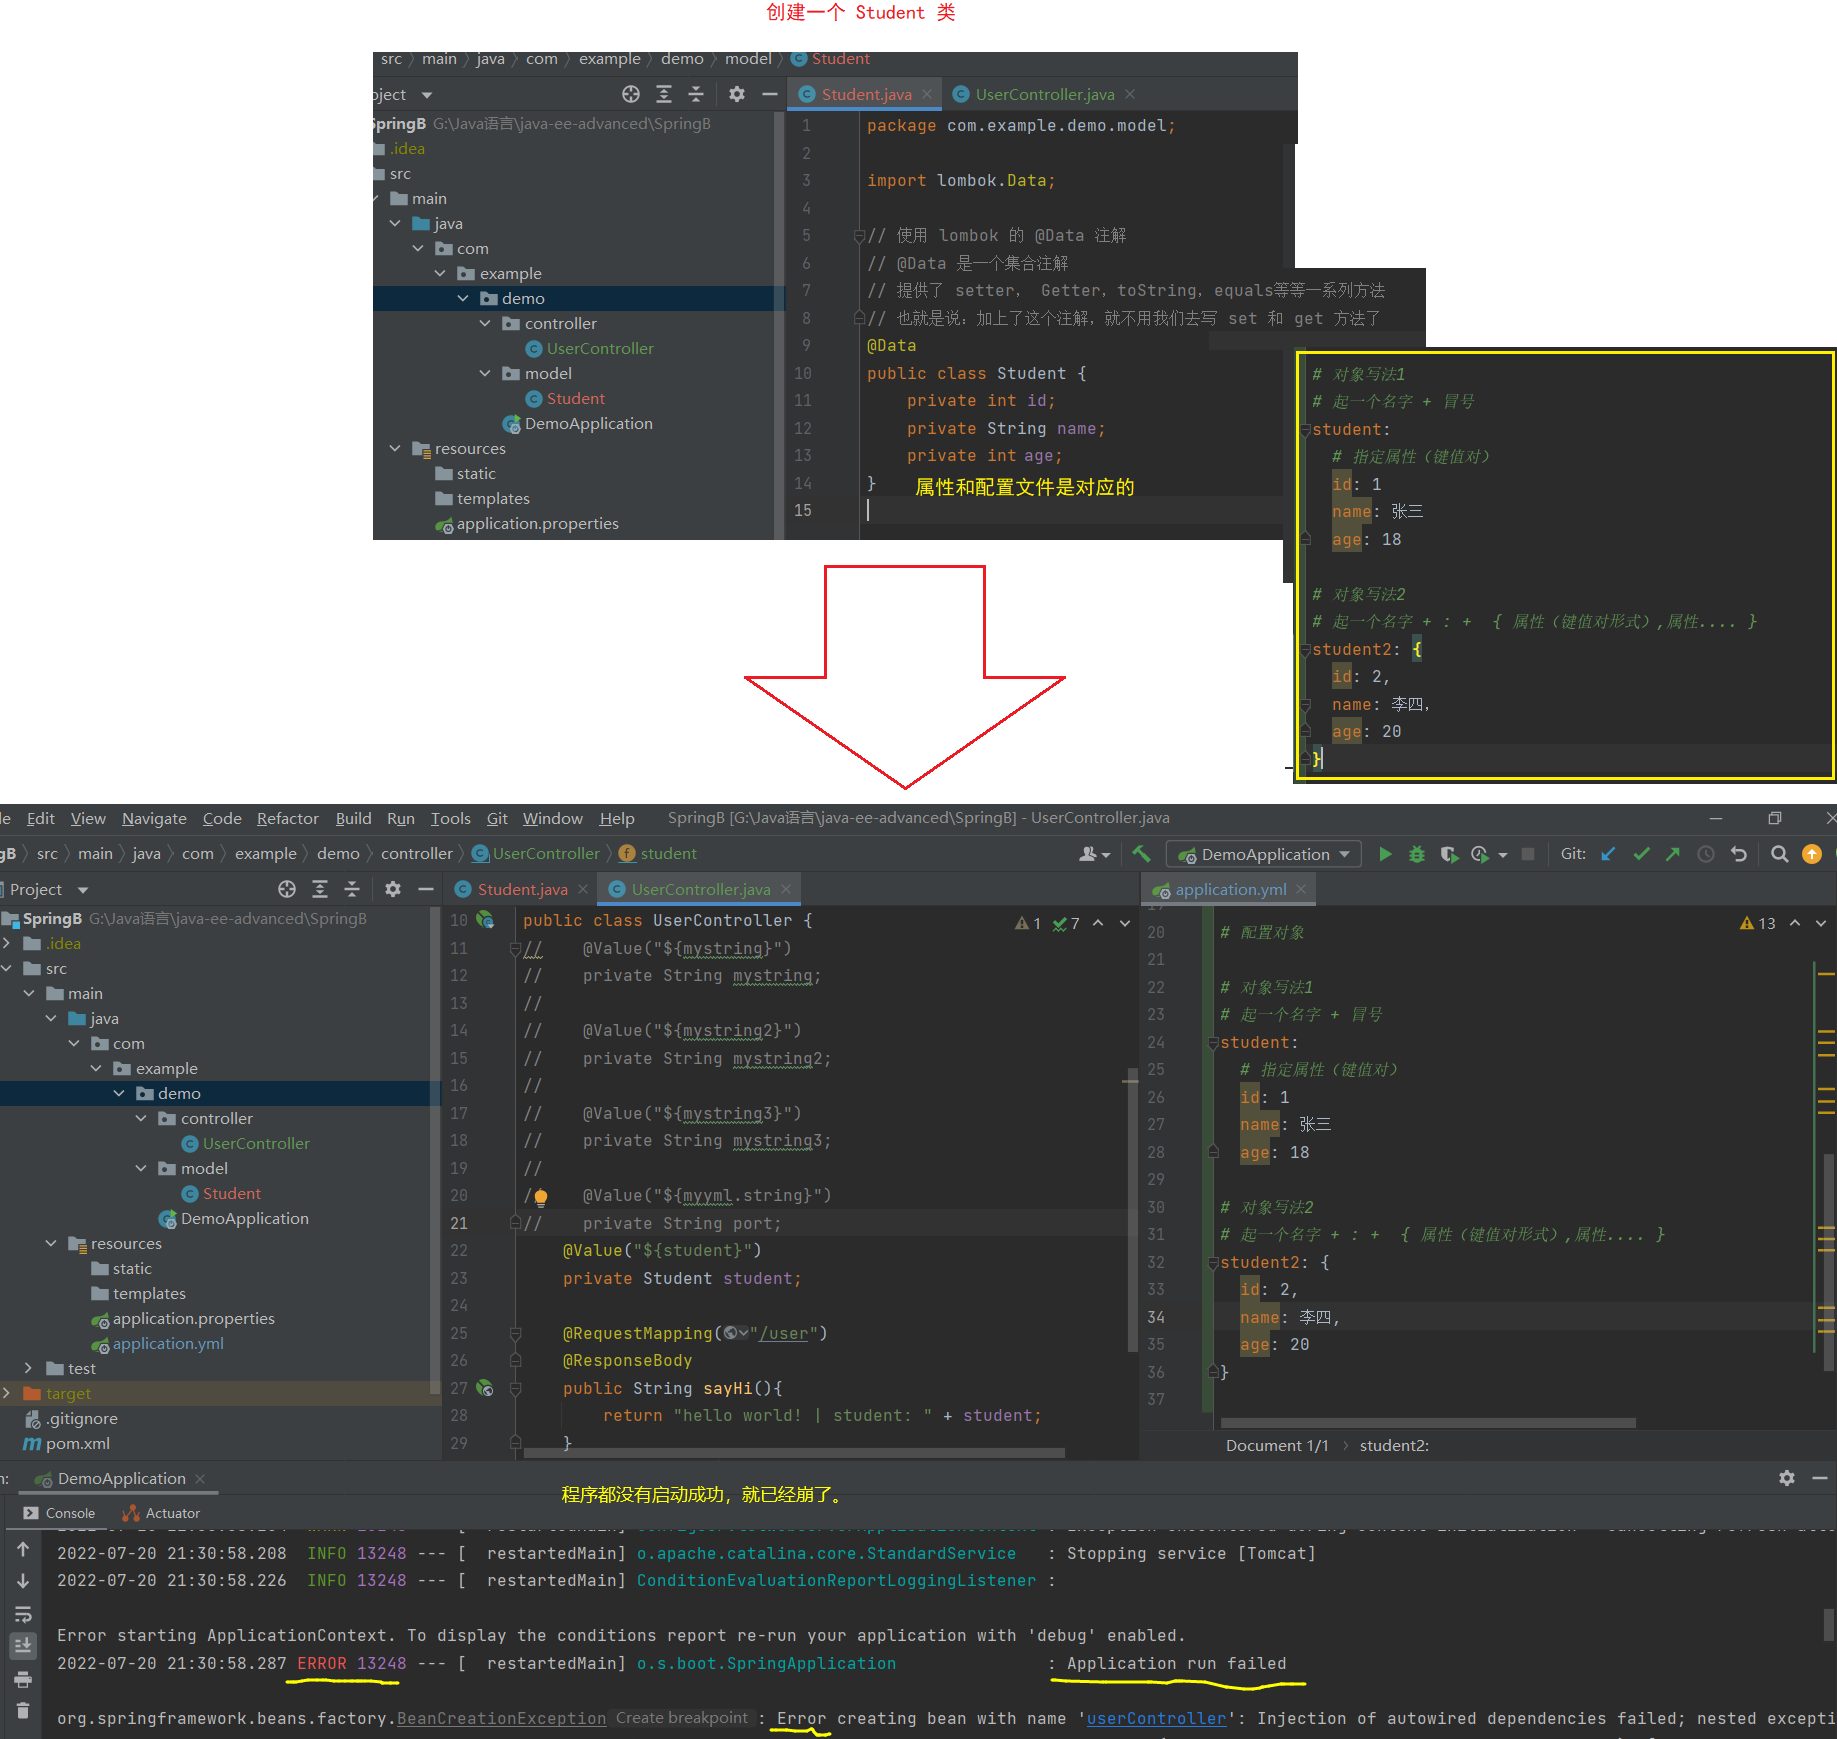 创建一个 Student 类
src 〉 main 〉 java 〉 com 〉 example 〉 demo 〉 model 〉 Student
oject
Student.java × UserController.java ×
SpringB G:\Java语言\java-ee-advanced\SpringB
.idea
src
main
java
com
example
demo
controller
UserController
model
Student
DemoApplication
resources
static
templates
application.properties
1 package com.example.demo.model;
2
3 import lombok.Data;
4
5 // 使用 lombok 的 @Data 注解
6 // @Data 是一个集合注解
7 // 提供了 setter， Getter，toString，equals等等一系列方法
8 // 也就是说：加上了这个注解，就不用我们去写 set 和 get 方法了
9 @Data
10 public class Student {
11 private int id;
12 private String name;
13 private int age;
14 }
15
属性和配置文件是对应的
# 对象写法1
# 起一个名字 + 冒号
student:
# 指定属性（键值对）
id: 1
name: 张三
age: 18
# 对象写法2
# 起一个名字 + : + { 属性（键值对形式）,属性.... }
student2: {
id: 2,
name: 李四,
age: 20
}
le Edit View Navigate Code Refactor Build Run Tools Git Window Help SpringB [G:\Java语言\java-ee-advanced\SpringB] - UserController.java
gB 〉 src 〉 main 〉 java 〉 com 〉 example 〉 demo 〉 controller 〉 UserController 〉 student
DemoApplication Git:
Project
Student.java × UserController.java × application.yml ×
SpringB G:\Java语言\java-ee-advanced\SpringB
.idea
src
main
java
com
example
demo
controller
UserController
model
Student
DemoApplication
resources
static
templates
application.properties
application.yml
test
target
.gitignore
pom.xml
1 7
10 public class UserController {
11 // @Value("${mystring}")
12 // private String mystring;
13 //
14 // @Value("${mystring2}")
15 // private String mystring2;
16 //
17 // @Value("${mystring3}")
18 // private String mystring3;
19 //
20 // @Value("${myyml.string}")
21 // private String port;
22 @Value("${student}")
23 private Student student;
24
25 @RequestMapping("/user")
26 @ResponseBody
27 public String sayHi(){
28 return "hello world! | student: " + student;
29 }
13
19
20 # 配置对象
21
22 # 对象写法1
23 # 起一个名字 + 冒号
24 student:
25 # 指定属性（键值对）
26 id: 1
27 name: 张三
28 age: 18
29
30 # 对象写法2
31 # 起一个名字 + : + { 属性（键值对形式）,属性.... }
32 student2: {
33 id: 2,
34 name: 李四,
35 age: 20
36 }
37
Document 1/1 〉 student2:
n: DemoApplication ×
程序都没有启动成功，就已经崩了。
Console Actuator
2022-07-20 21:30:58.208 INFO 13248 --- [ restartedMain] o.apache.catalina.core.StandardService : Stopping service [Tomcat]
2022-07-20 21:30:58.226 INFO 13248 --- [ restartedMain] ConditionEvaluationReportLoggingListener :
Error starting ApplicationContext. To display the conditions report re-run your application with 'debug' enabled.
2022-07-20 21:30:58.287 ERROR 13248 --- [ restartedMain] o.s.boot.SpringApplication : Application run failed
org.springframework.beans.factory.BeanCreationException Create breakpoint : Error creating bean with name 'userController': Injection of autowired dependencies failed; nested excepti